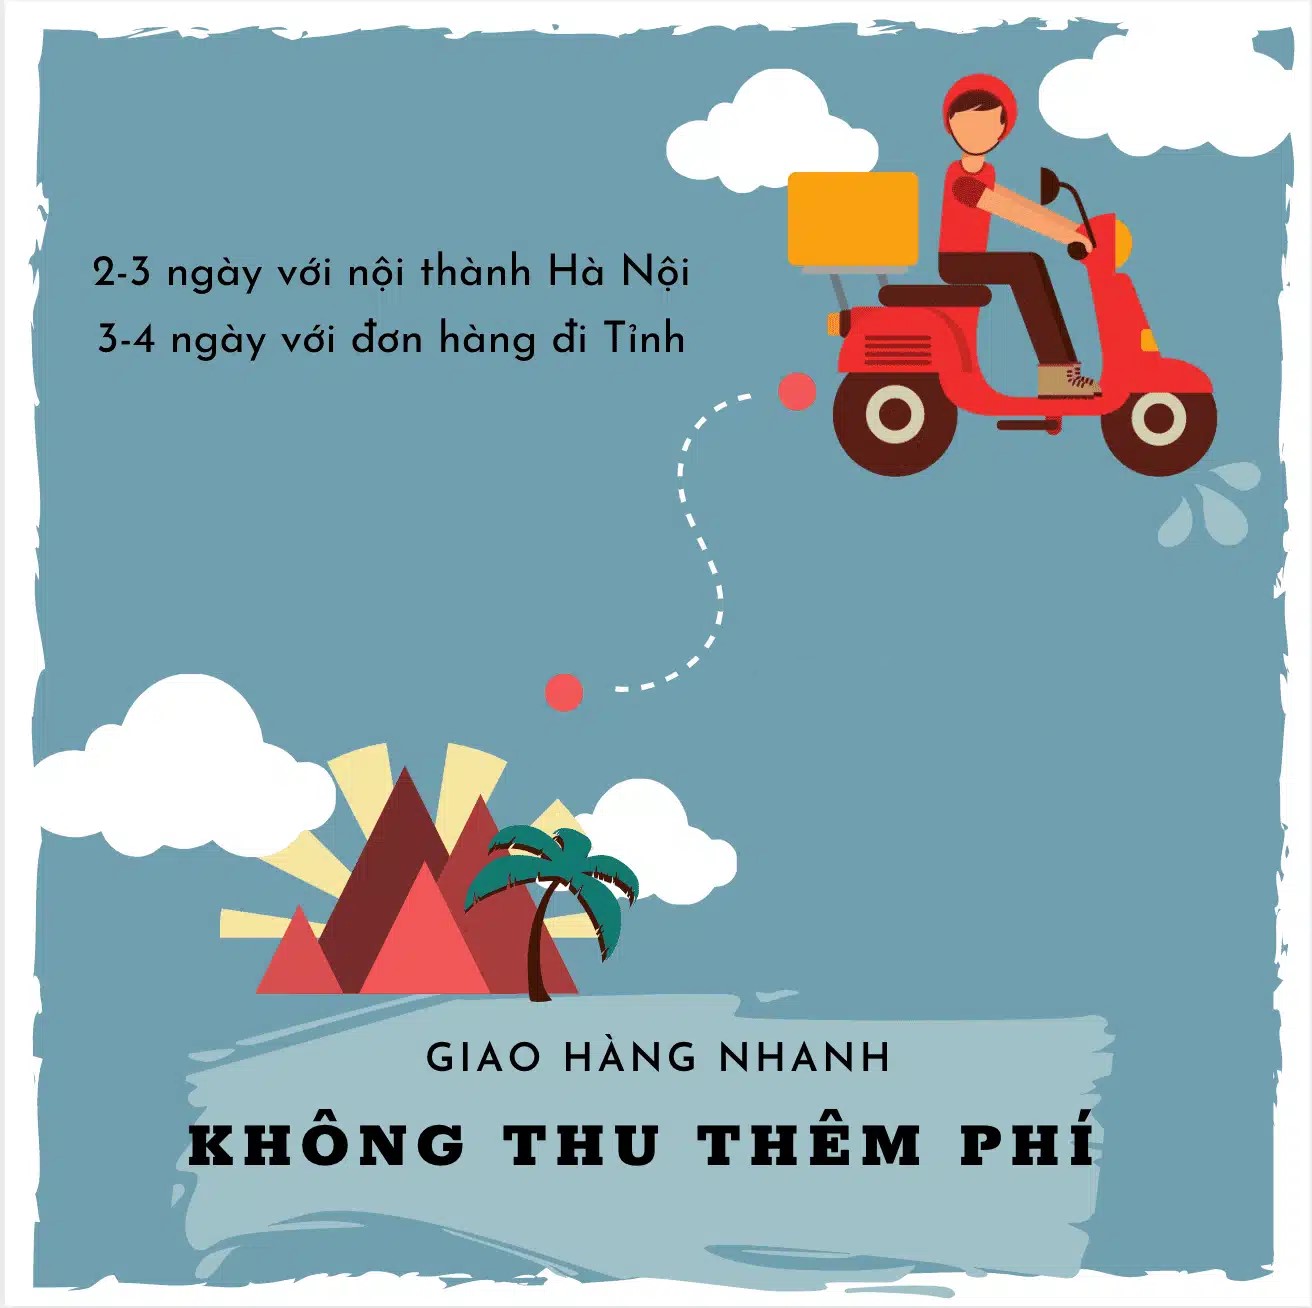 2-3 ngày với nội thành Hà Nội
3-4 ngày với đơn hàng đi Tỉnh
GIAO HÀNG NHANH
KHÔNG THU THÊM PHÍ